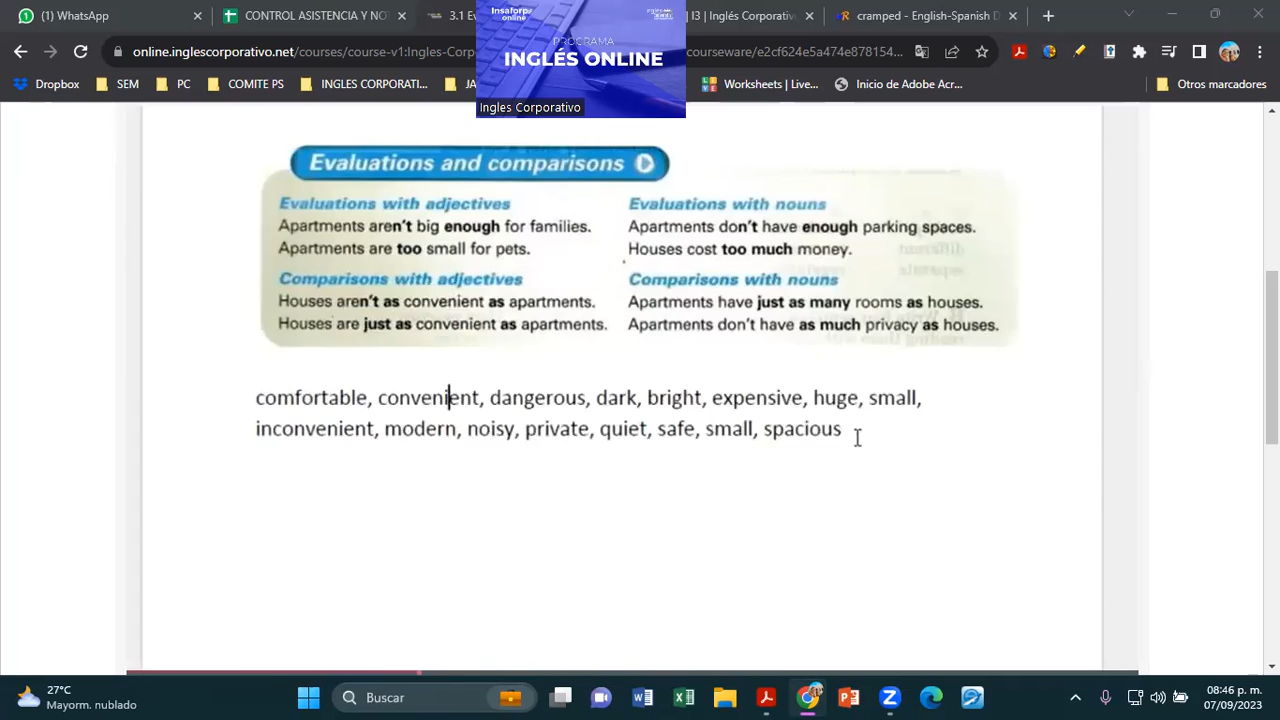 (1) WhatsApp
CONTROL ASISTENCIA Y NO
3.1 Ev
I3 | Inglés Corporativo
cramped - English-Spanish D
online.inglescorporativo.net
/course-v1:Ingles-Corp
courseware/e2cf624e5a474e878154...
Insaforp
online
PROGRAMA
INGLÉS ONLINE
Ingles Corporativo
Dropbox
SEM
PC
COMITE PS
INGLES CORPORATI...
Worksheets | Live...
Inicio de Adobe Acr...
Otros marcadores
Evaluations and comparisons
Evaluations with adjectives
Apartments aren't big enough for families.
Apartments are too small for pets.
Comparisons with adjectives
Houses aren't as convenient as apartments.
Houses are just as convenient as apartments.
Evaluations with nouns
Apartments don't have enough parking spaces.
Houses cost too much money.
Comparisons with nouns
Apartments have just as many rooms as houses.
Apartments don't have as much privacy as houses.
comfortable, convenient, dangerous, dark, bright, expensive, huge, small,
inconvenient, modern, noisy, private, quiet, safe, small, spacious
27°C
Mayorm. nublado
Buscar
08:46 p. m.
07/09/2023